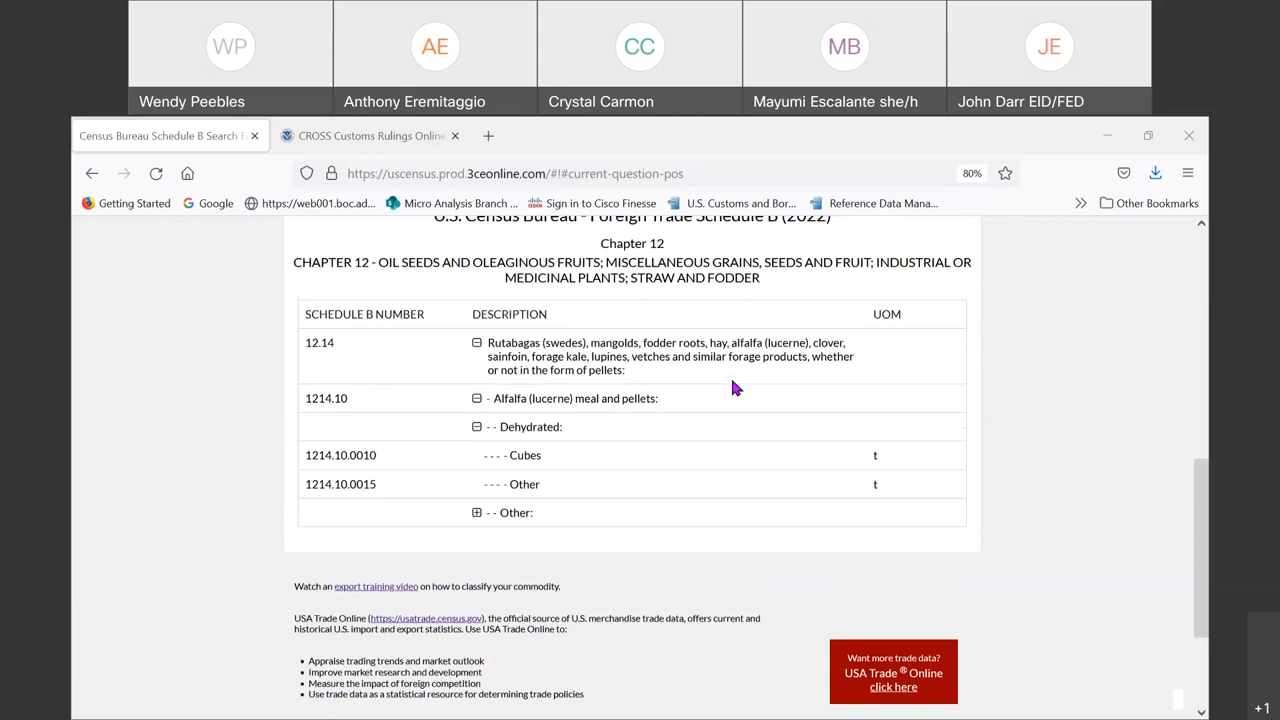 WP
AE
CC
MB
JE
Wendy Peebles
Anthony Eremitaggio
Crystal Carmon
Mayumi Escalante she/h
John Darr EID/FED
Census Bureau Schedule B Search E
CROSS Customs Rulings Online
https://uscensus.prod.3ceonline.com/#!#current-question-pos
80%
Getting Started
Google
https://web001.boc.ad...
Micro Analysis Branch ...
Sign in to Cisco Finesse
U.S. Customs and Bor...
Reference Data Mana...
Other Bookmarks
U.S. Census Bureau - Foreign Trade Schedule B (2022)
Chapter 12
CHAPTER 12 - OIL SEEDS AND OLEAGINOUS FRUITS; MISCELLANEOUS GRAINS, SEEDS AND FRUIT; INDUSTRIAL OR
MEDICINAL PLANTS; STRAW AND FODDER
SCHEDULE B NUMBER DESCRIPTION UOM
12.14 Rutabagas (swedes), mangolds, fodder roots, hay, alfalfa (lucerne), clover,
sainfoin, forage kale, lupines, vetches and similar forage products, whether
or not in the form of pellets:
1214.10 - Alfalfa (lucerne) meal and pellets:
- - Dehydrated:
1214.10.0010 - - - - Cubes t
1214.10.0015 - - - - Other t
- - Other:
Watch an export training video on how to classify your commodity.
USA Trade Online (https://usatrade.census.gov), the official source of U.S. merchandise trade data, offers current and
historical U.S. import and export statistics. Use USA Trade Online to:
• Appraise trading trends and market outlook
• Improve market research and development
• Measure the impact of foreign competition
• Use trade data as a statistical resource for determining trade policies
Want more trade data?
USA Trade ® Online
click here
+1